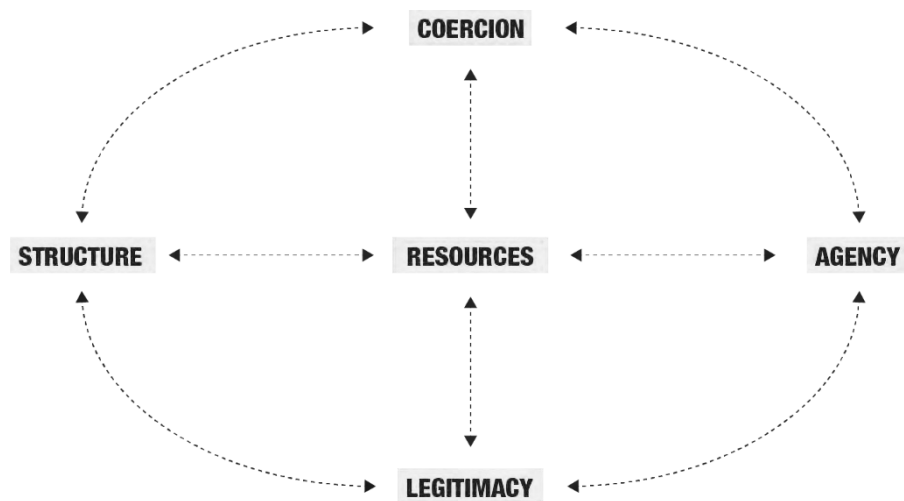 COERCION
STRUCTURE
RESOURCES
AGENCY
LEGITIMACY